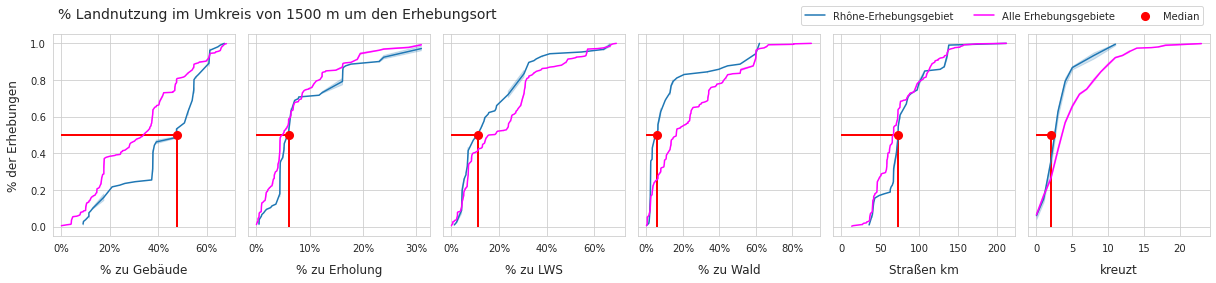 % Landnutzung im Umkreis von 1500 m um den Erhebungsort
Rhône-Erhebungsgebiet
Alle Erhebungsgebiete
Median
% der Erhebungen
1.0
0.8
0.6
0.4
0.2
0.0
0% 20% 40% 60%
0% 10% 20% 30%
0% 20% 40% 60%
0% 20% 40% 60% 80%
0 50 100 150 200
0 5 10 15 20
% zu Gebäude
% zu Erholung
% zu LWS
% zu Wald
Straßen km
kreuzt